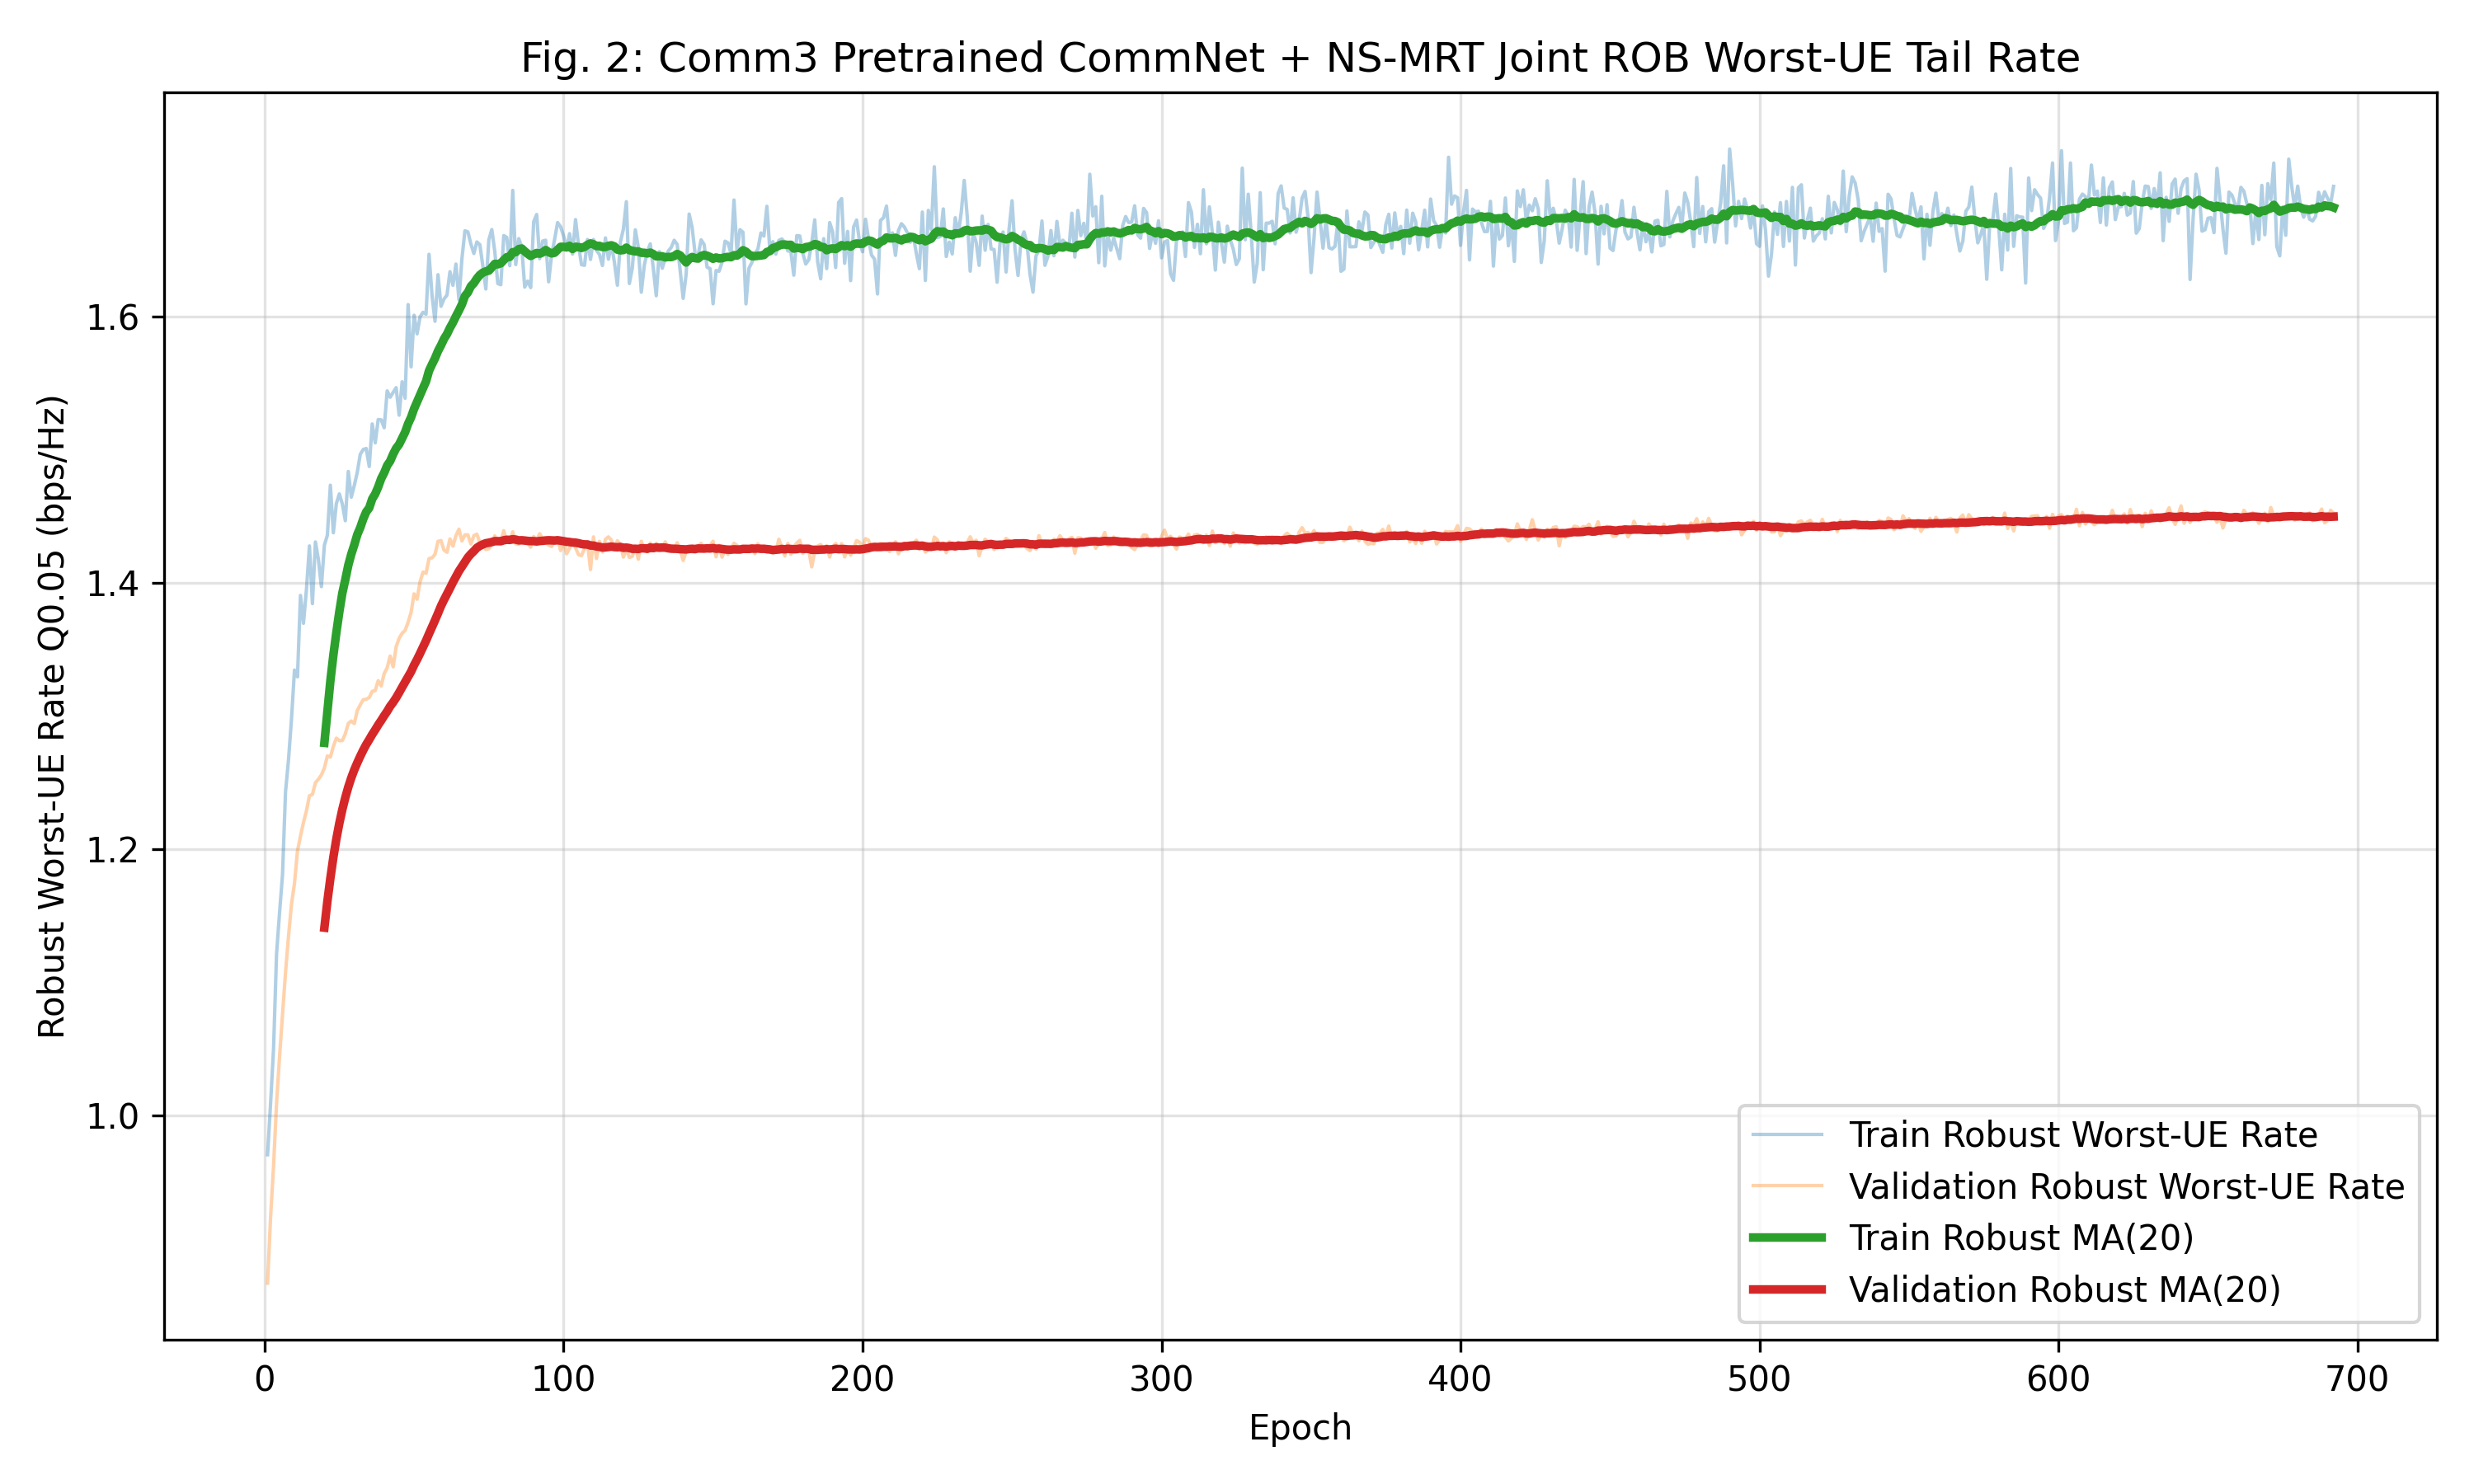 Fig. 2: Comm3 Pretrained CommNet + NS-MRT Joint ROB Worst-UE Tail Rate
Robust Worst-UE Rate Q0.05 (bps/Hz)
1.6
1.4
1.2
1.0
Train Robust Worst-UE Rate
Validation Robust Worst-UE Rate
Train Robust MA(20)
Validation Robust MA(20)
0 100 200 300 400 500 600 700
Epoch